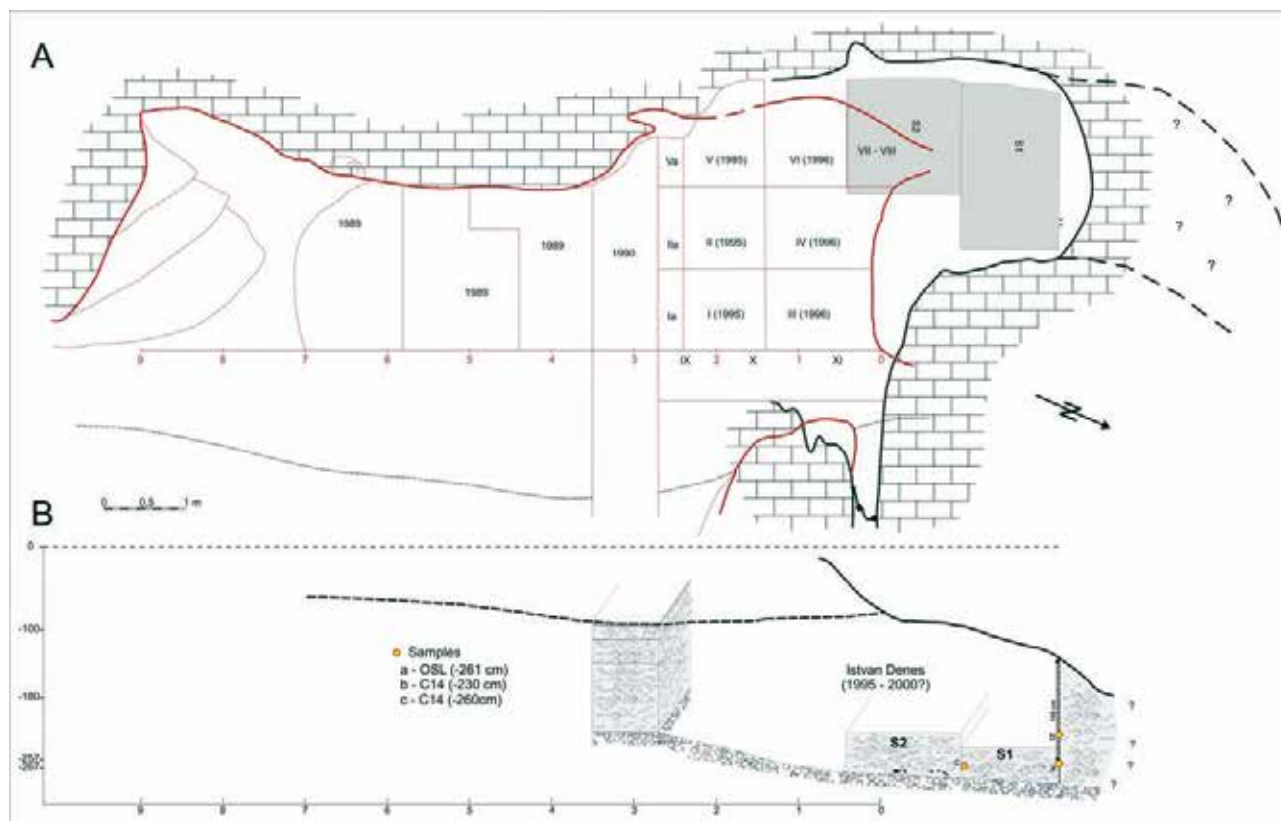 A
S2
S1
VII - VIII
Va
V (1995)
VI (1996)
1989
1989
1990
IIa
II (1995)
IV (1996)
1989
Ia
I (1995)
III (1996)
?
?
?
?
9
8
7
6
5
4
3
IX
2
X
1
XI
0
N
0 0.5 1 m
B
0
-100
-180
Samples
a - OSL (-261 cm)
b - C14 (-230 cm)
c - C14 (-260cm)
Istvan Denes
(1995 - 2000?)
S2
S1
?
?
?
?
9
8
7
6
5
4
3
2
1
0